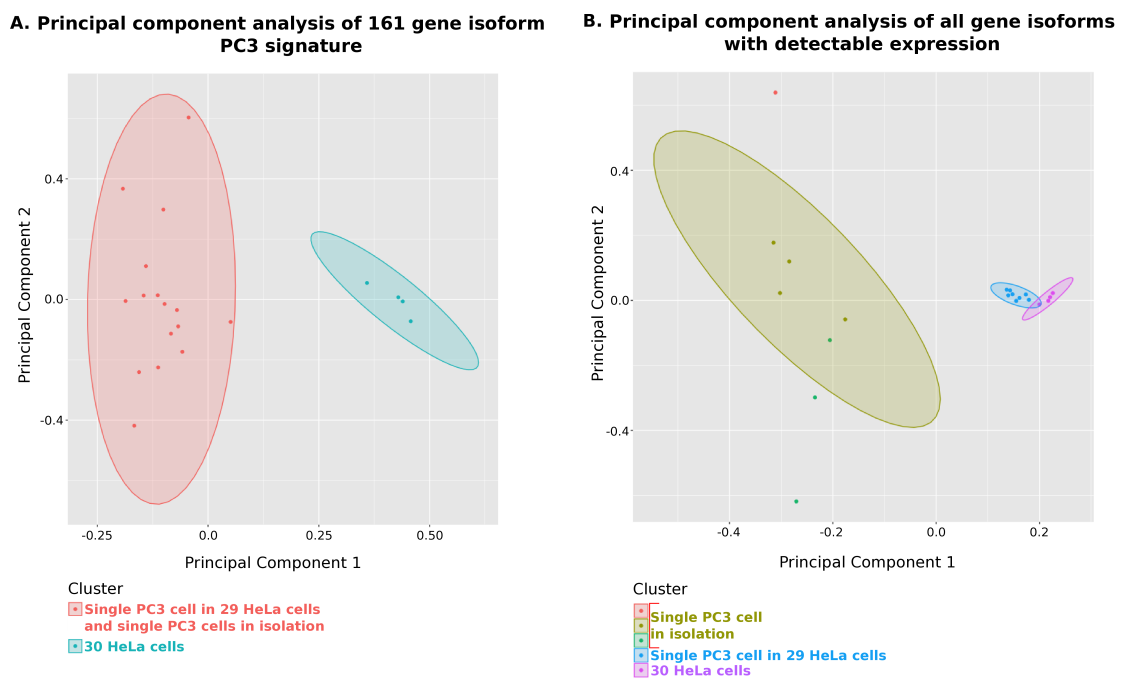 A. Principal component analysis of 161 gene isoform
PC3 signature
Principal Component 2
0.4
0.0
-0.4
-0.25
0.0
0.25
0.50
Principal Component 1
Cluster
Single PC3 cell in 29 HeLa cells
and single PC3 cells in isolation
30 HeLa cells
B. Principal component analysis of all gene isoforms
with detectable expression
Principal Component 2
0.4
0.0
-0.4
-0.4
-0.2
0.0
0.2
Principal Component 1
Cluster
Single PC3 cell
in isolation
Single PC3 cell in 29 HeLa cells
30 HeLa cells